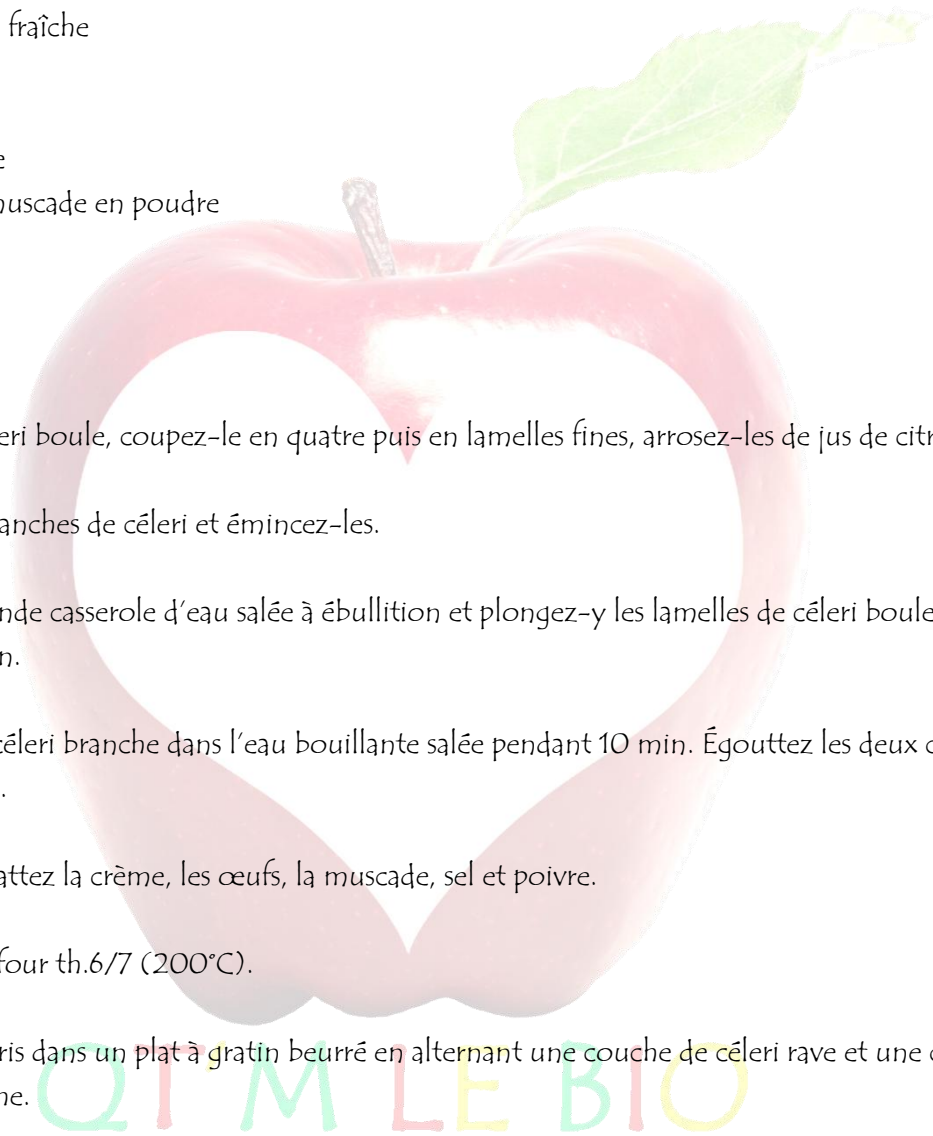 fraîche
e
nuscade en poudre
eri boule, coupez-le en quatre puis en lamelles fines, arrosez-les de jus de citr
anches de céleri et émincez-les.
nde casserole d'eau salée à ébullition et plongez-y les lamelles de céleri boule
n.
céleri branche dans l'eau bouillante salée pendant 10 min. Égouttez les deux c
.
attez la crème, les œufs, la muscade, sel et poivre.
four th.6/7 (200°C).
ris dans un plat à gratin beurré en alternant une couche de céleri rave et une c
ne.
QT'M LE BIO